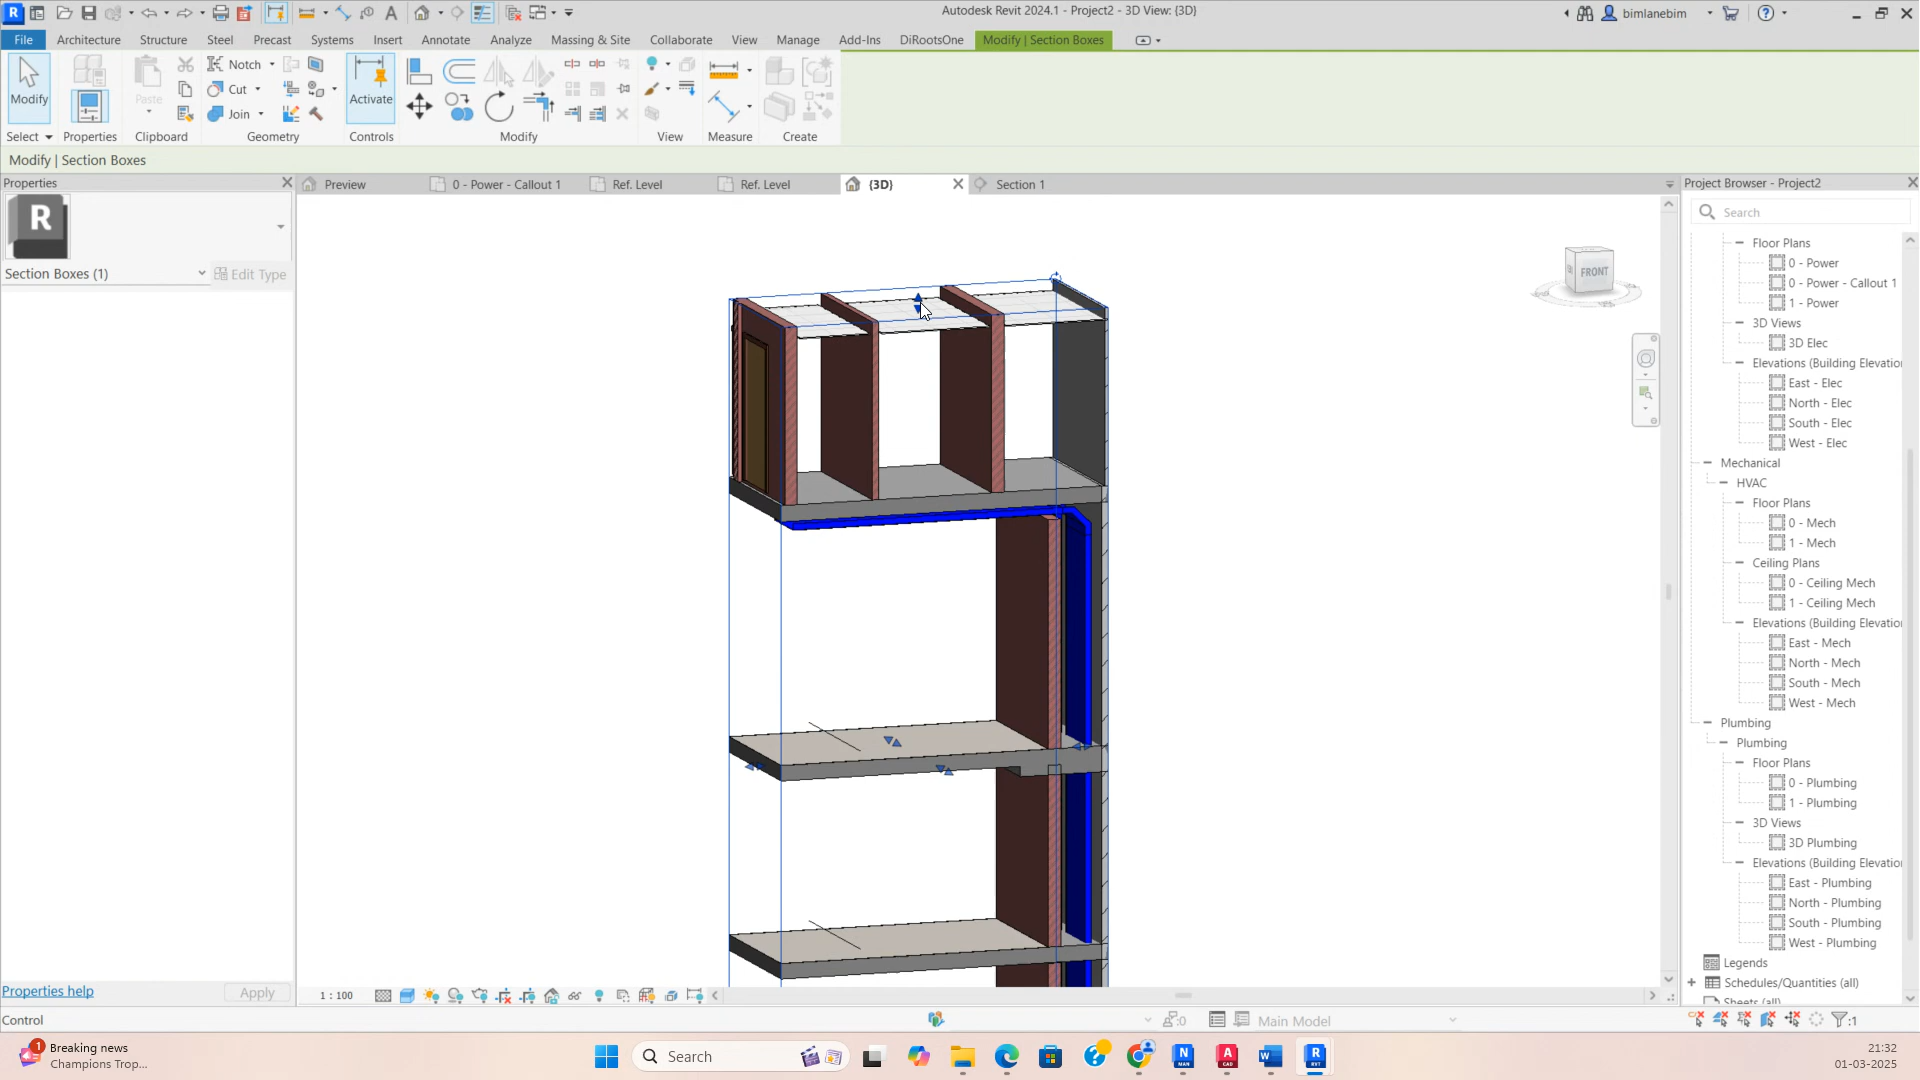 Autodesk Revit 2024.1 - Project2 - 3D View: {3D}
bimlanebim
File
Architecture
Structure
Steel
Precast
Systems
Insert
Annotate
Analyze
Massing & Site
Collaborate
View
Manage
Add-Ins
DiRootsOne
Modify | Section Boxes
Modify
Paste
Notch
Cut
Join
Activate
Select
Properties
Clipboard
Geometry
Controls
Modify
View
Measure
Create
Modify | Section Boxes
Properties
Preview
0 - Power - Callout 1
Ref. Level
Ref. Level
{3D}
Section 1
Project Browser - Project2
R
Section Boxes (1)
Edit Type
Search
FRONT
Floor Plans
0 - Power
0 - Power - Callout 1
1 - Power
3D Views
3D Elec
Elevations (Building Elevatio
East - Elec
North - Elec
South - Elec
West - Elec
Mechanical
HVAC
Floor Plans
0 - Mech
1 - Mech
Ceiling Plans
0 - Ceiling Mech
1 - Ceiling Mech
Elevations (Building Elevatio
East - Mech
North - Mech
South - Mech
West - Mech
Plumbing
Plumbing
Floor Plans
0 - Plumbing
1 - Plumbing
3D Views
3D Plumbing
Elevations (Building Elevatio
East - Plumbing
North - Plumbing
South - Plumbing
West - Plumbing
Legends
Schedules/Quantities (all)
Sheets (all)
Properties help
Apply
1 : 100
Control
:0
Main Model
:1
1
Breaking news
Champions Trop...
Search
21:32
01-03-2025